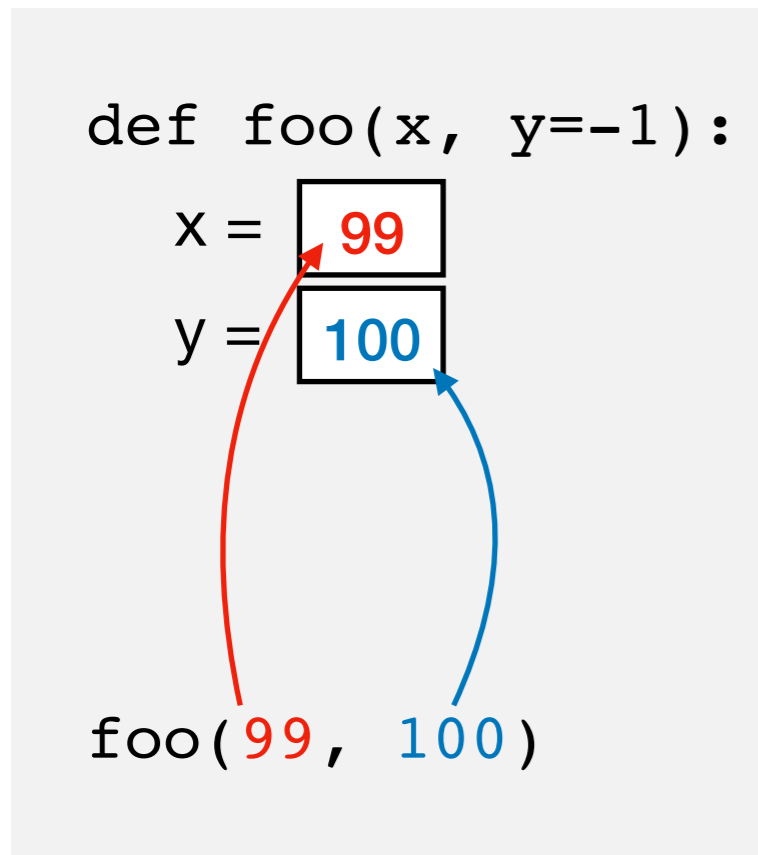 def foo(x, y=-1):
x = 99
y = 100
foo(99, 100)